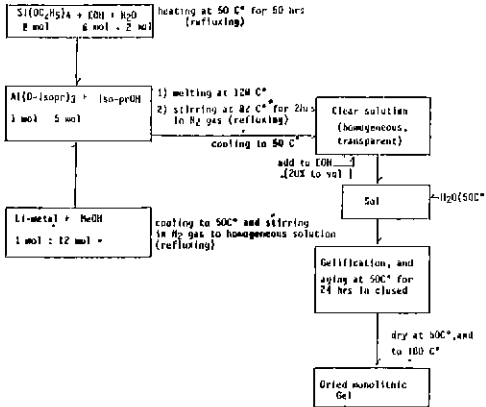 Si(OC2H5)4 + EOH + H2O
2 mol 6 mol . 2 mol
heating at 50 C° for 50 hrs
(refluxing)
Al(O-isopr)3 + iso-prOH
1 mol 5 mol
1) melting at 120 C°
2) stirring at 82 C° for 2hrs
in N2 gas (refluxing)
cooling to 50 C°
Clear solution
(homogeneous,
transparent)
add to EOH
(20% to vol)
Sol
H2O(50C°
Li-metal + MeOH
1 mol : 12 mol
cooling to 50C° and stirring
in N2 gas to homogeneous solution
(refluxing)
Gelification, and
aging at 50C° for
24 hrs in closed
dry at 50C°,and
to 100 C°
Dried monolithic
Gel